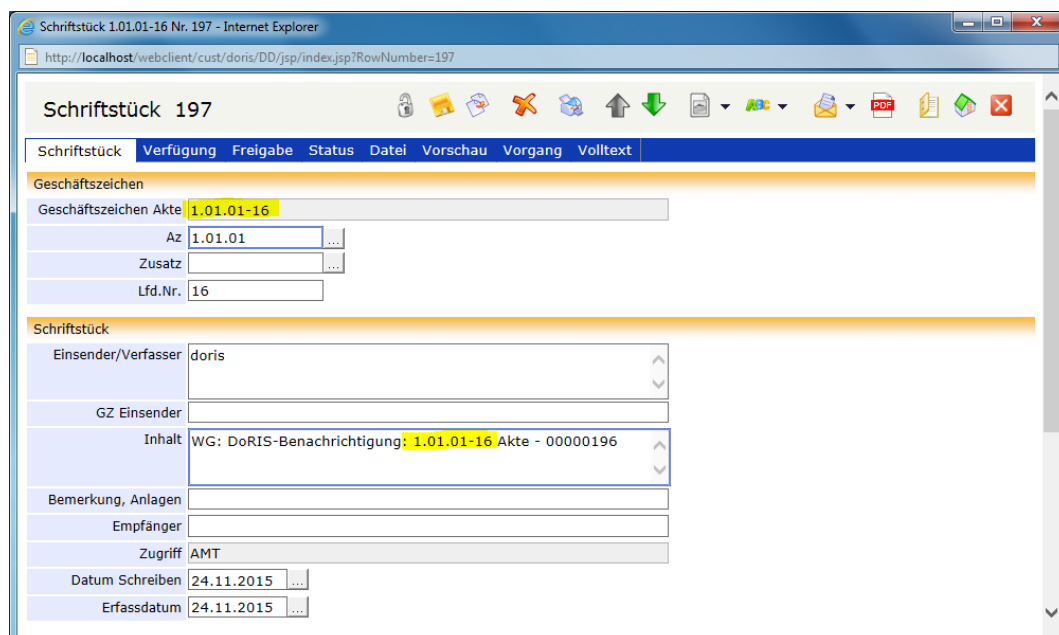 Schriftstück 1.01.01-16 Nr. 197 - Internet Explorer
http://localhost/webclient/cust/doris/DD/jsp/index.jsp?RowNumber=197
Schriftstück 197
ABC
PDF
Schriftstück Verfügung Freigabe Status Datei Vorschau Vorgang Volltext
Geschäftszeichen
Geschäftszeichen Akte 1.01.01-16
Az 1.01.01 ...
Zusatz ...
Lfd.Nr. 16
Schriftstück
Einsender/Verfasser doris
GZ Einsender
Inhalt WG: DoRIS-Benachrichtigung: 1.01.01-16 Akte - 00000196
Bemerkung, Anlagen
Empfänger
Zugriff AMT
Datum Schreiben 24.11.2015 ...
Erfassdatum 24.11.2015 ...